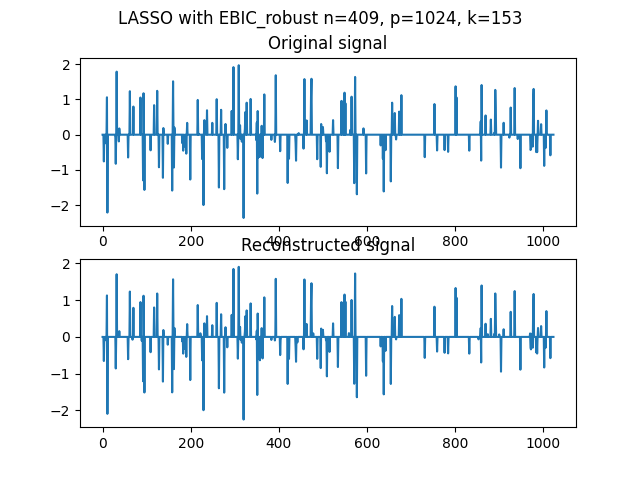 LASSO with EBIC_robust n=409, p=1024, k=153
Original signal
2
1
0
−1
−2
0 200 400 600 800 1000
Reconstructed signal
2
1
0
−1
−2
0 200 400 600 800 1000